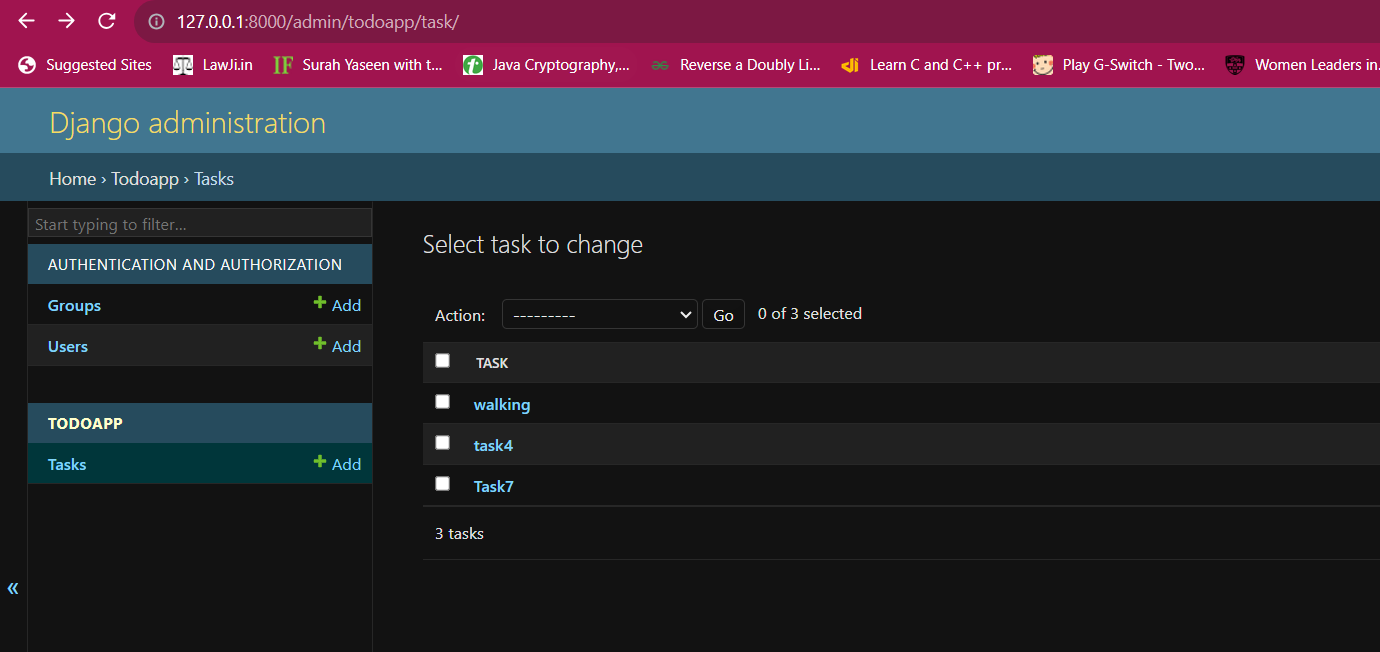 127.0.0.1:8000/admin/todoapp/task/
Suggested Sites LawJi.in IF Surah Yaseen with t... Java Cryptography,... Reverse a Doubly Li... Learn C and C++ pr... Play G-Switch - Two... Women Leaders in.
Django administration
Home › Todoapp › Tasks
Start typing to filter...
AUTHENTICATION AND AUTHORIZATION
Groups + Add
Users + Add
TODOAPP
Tasks + Add
«
Select task to change
Action: --------- Go 0 of 3 selected
TASK
walking
task4
Task7
3 tasks